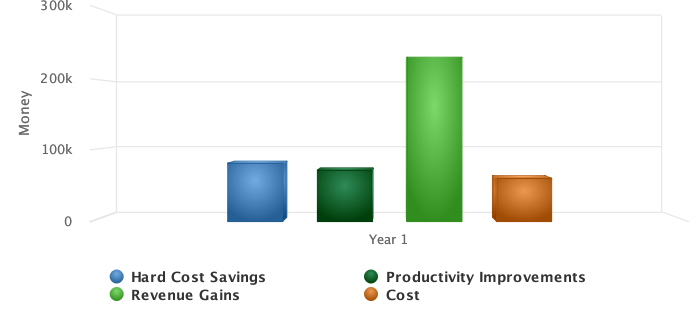 300k
200k
100k
0
Money
Year 1
Hard Cost Savings
Productivity Improvements
Revenue Gains
Cost